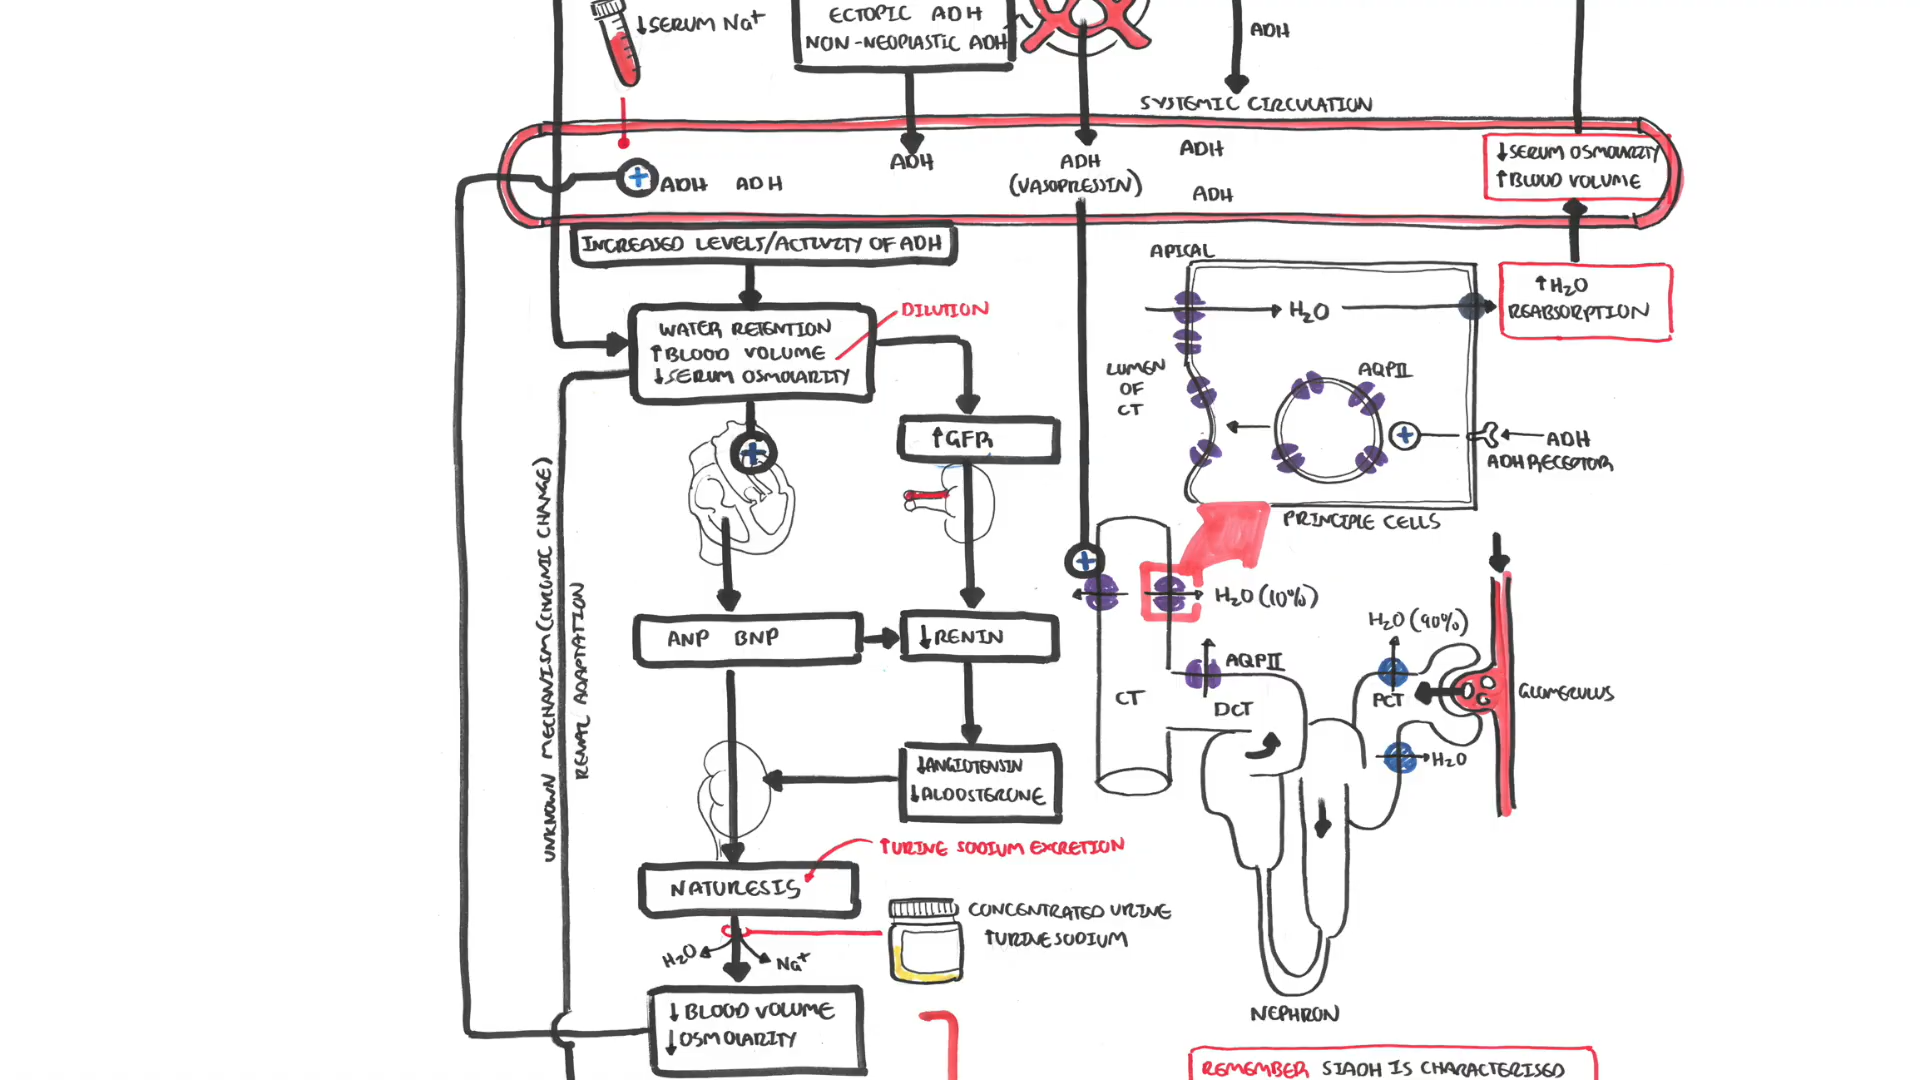 ↓SERUM Na⁺
ECTOPIC ADH
NON-NEOPLASTIC ADH
ADH
SYSTEMIC CIRCULATION
ADH
ADH
(VASOPRESSIN)
ADH
ADH
ADH ADH
↓SERUM OSMOLARITY
↑BLOOD VOLUME
INCREASED LEVELS/ACTIVITY OF ADH
WATER RETENTION
↑BLOOD VOLUME
↓SERUM OSMOLARITY
DILUTION
↑GFR
ANP BNP
↓RENIN
↓ANGIOTENSIN
↓ALDOSTERONE
NATURESIS
↑URINE SODIUM EXCRETION
CONCENTRATED URINE
↑URINE SODIUM
H₂O
Na⁺
↓BLOOD VOLUME
↓OSMOLARITY
UNKNOWN MECHANISM (CHRONIC CHANGE)
RENAL ADAPTATION
APICAL
H₂O
↑H₂O
REABSORPTION
LUMEN
OF
CT
AQPII
ADH
ADH RECEPTOR
PRINCIPLE CELLS
H₂O (10%)
AQPII
CT
DCT
H₂O (90%)
PCT
GLOMERULUS
H₂O
NEPHRON
REMEMBER SIADH IS CHARACTERISED